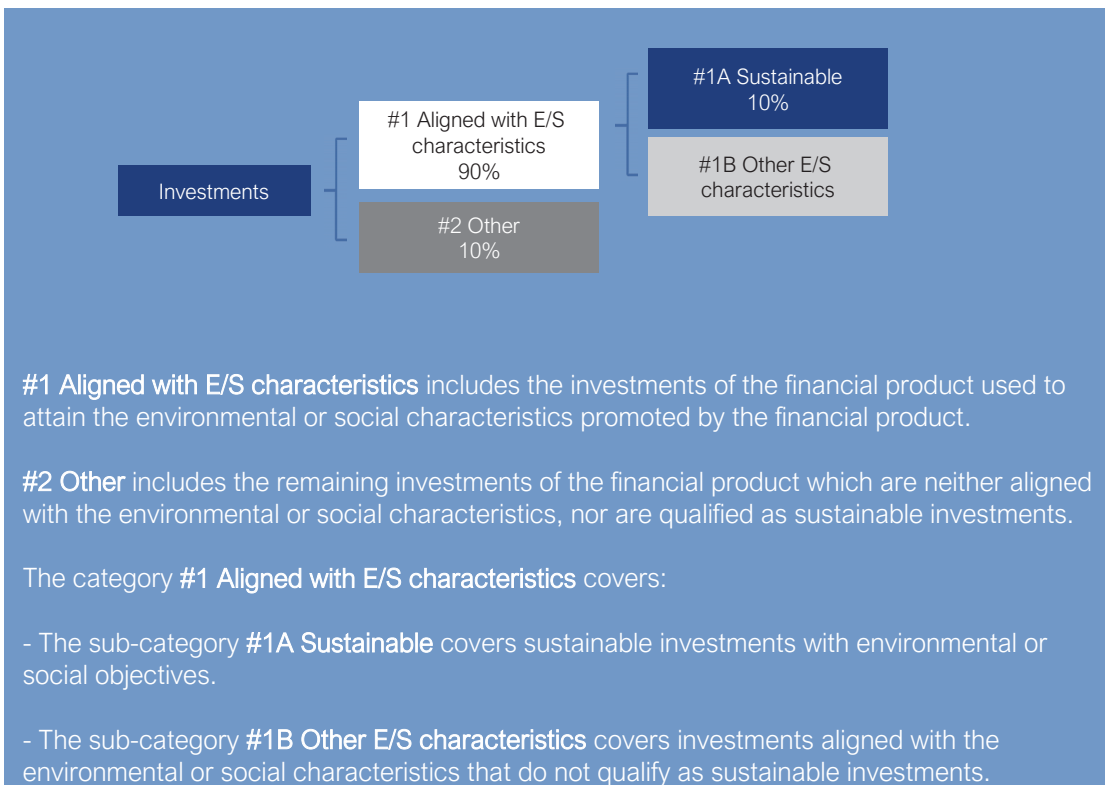 #1A Sustainable
10%
#1 Aligned with E/S
characteristics
90%
#1B Other E/S
characteristics
Investments
#2 Other
10%
#1 Aligned with E/S characteristics includes the investments of the financial product used to
attain the environmental or social characteristics promoted by the financial product.
#2 Other includes the remaining investments of the financial product which are neither aligned
with the environmental or social characteristics, nor are qualified as sustainable investments.
The category #1 Aligned with E/S characteristics covers:
- The sub-category #1A Sustainable covers sustainable investments with environmental or
social objectives.
- The sub-category #1B Other E/S characteristics covers investments aligned with the
environmental or social characteristics that do not qualify as sustainable investments.